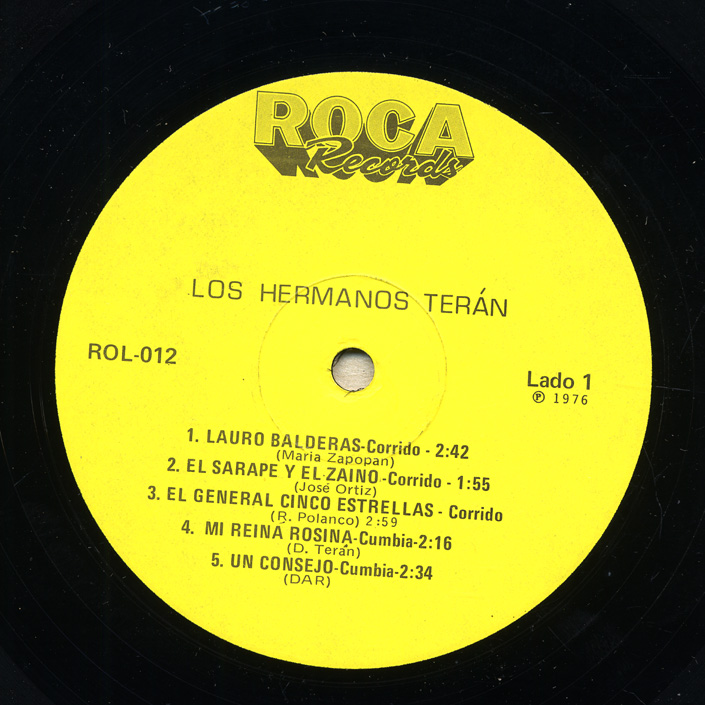 ROCA
Records
LOS HERMANOS TERÁN
ROL-012
Lado 1
Ⓟ 1976
1. LAURO BALDERAS-Corrido - 2:42
(Maria Zapopan)
2. EL SARAPE Y EL ZAINO-Corrido - 1:55
(José Ortiz)
3. EL GENERAL CINCO ESTRELLAS - Corrido
(R. Polanco) 2:59
4. MI REINA ROSINA-Cumbia-2:16
(D. Terán)
5. UN CONSEJO-Cumbia-2:34
(DAR)